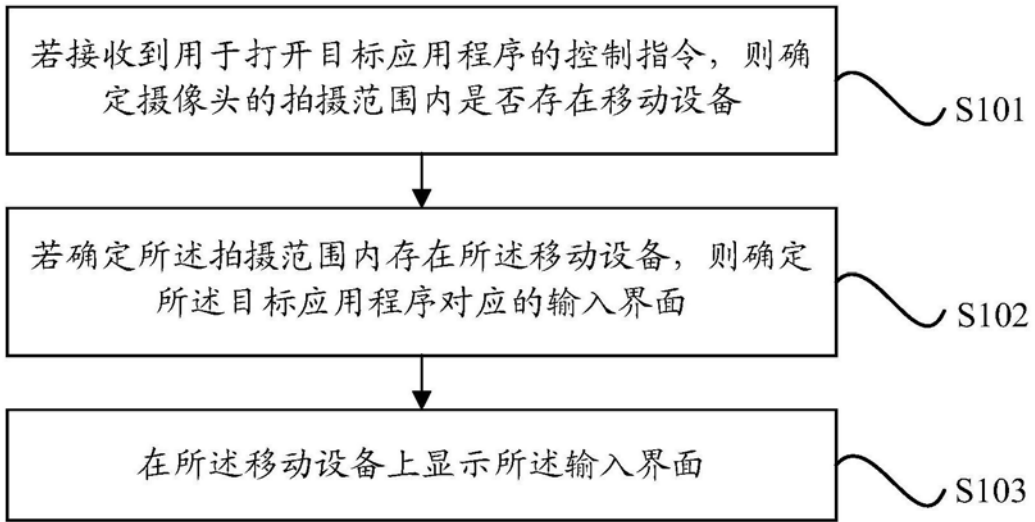 若接收到用于打开目标应用程序的控制指令，则确
定摄像头的拍摄范围内是否存在移动设备
S101
若确定所述拍摄范围内存在所述移动设备，则确定
所述目标应用程序对应的输入界面
S102
在所述移动设备上显示所述输入界面
S103